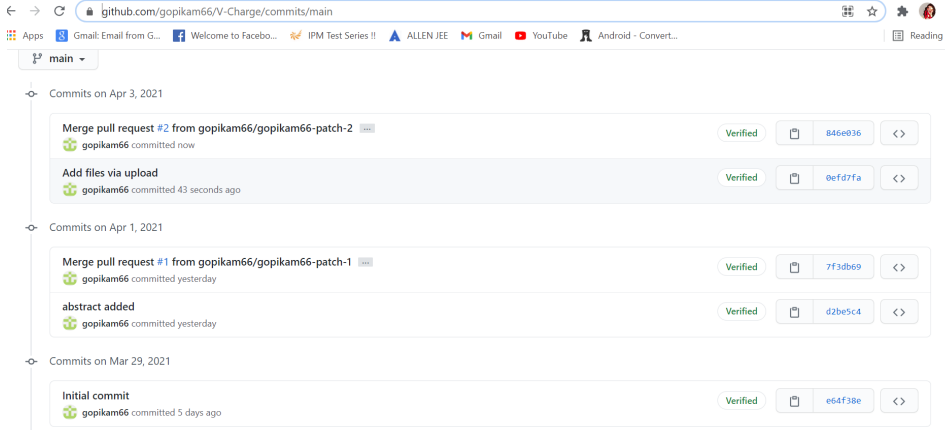 github.com/gopikam66/V-Charge/commits/main
Apps Gmail: Email from G... Welcome to Facebo... IPM Test Series !! ALLEN JEE Gmail YouTube Android - Convert... Reading
main
Commits on Apr 3, 2021
Merge pull request #2 from gopikam66/gopikam66-patch-2 ...
Verified 846e036
gopikam66 committed now
Add files via upload
Verified 0efd7fa
gopikam66 committed 43 seconds ago
Commits on Apr 1, 2021
Merge pull request #1 from gopikam66/gopikam66-patch-1 ...
Verified 7f3db69
gopikam66 committed yesterday
abstract added
Verified d2be5c4
gopikam66 committed yesterday
Commits on Mar 29, 2021
Initial commit
Verified e64f38e
gopikam66 committed 5 days ago